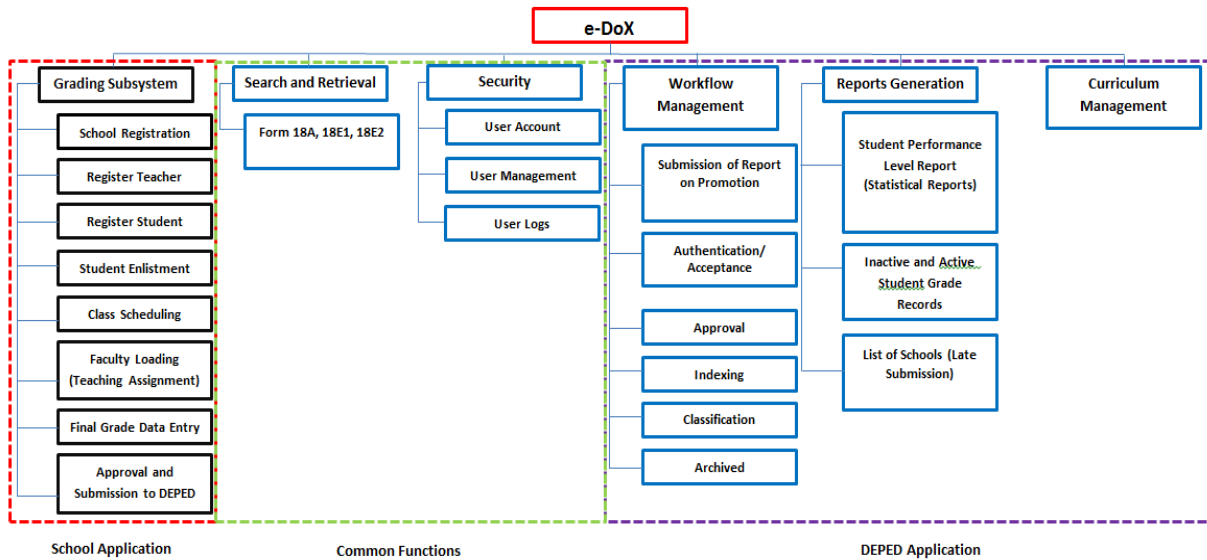 e-DoX
Grading Subsystem
School Registration
Register Teacher
Register Student
Student Enlistment
Class Scheduling
Faculty Loading
(Teaching Assignment)
Final Grade Data Entry
Approval and
Submission to DEPED
Search and Retrieval
Form 18A, 18E1, 18E2
Security
User Account
User Management
User Logs
Workflow
Management
Submission of Report
on Promotion
Authentication/
Acceptance
Approval
Indexing
Classification
Archived
Reports Generation
Student Performance
Level Report
(Statistical Reports)
Inactive and Active
Student Grade
Records
List of Schools (Late
Submission)
Curriculum
Management
School Application
Common Functions
DEPED Application